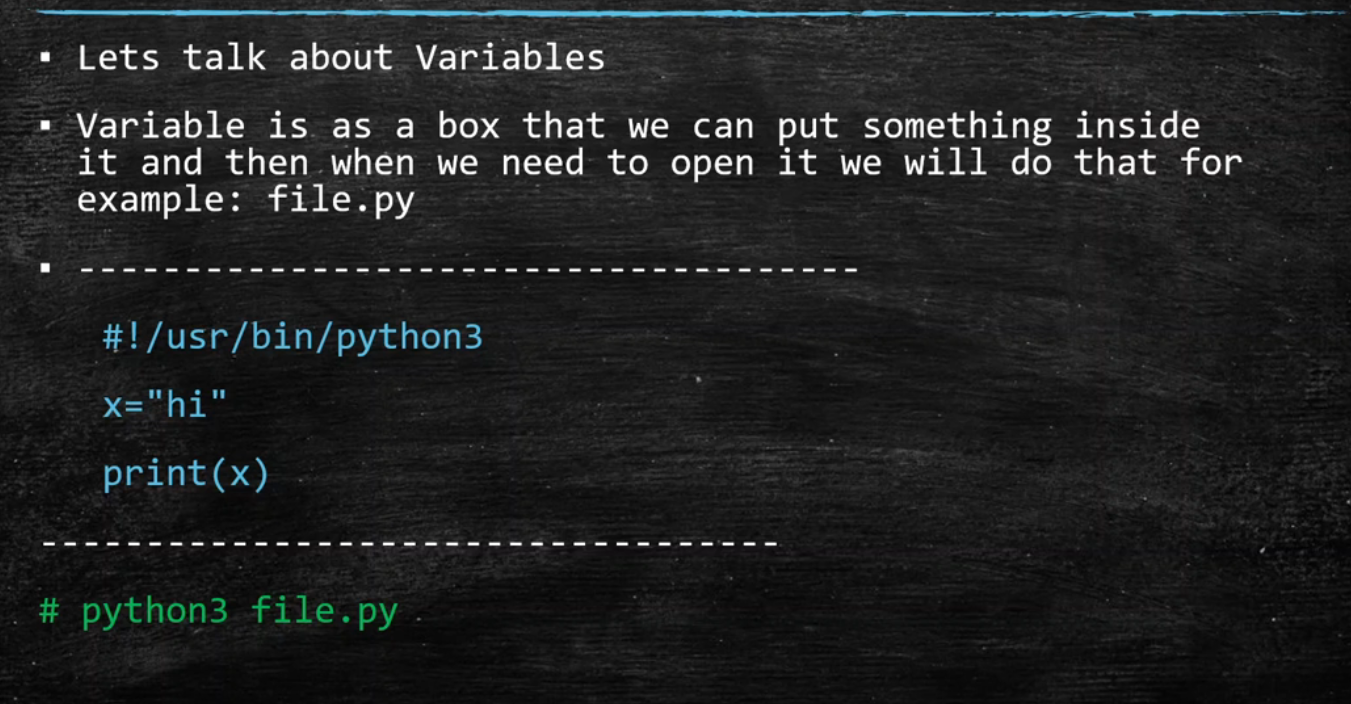 ▪ Lets talk about Variables
▪ Variable is as a box that we can put something inside
it and then when we need to open it we will do that for
example: file.py
▪ -------------------------------------
#!/usr/bin/python3
x="hi"
print(x)
-----------------------------------
# python3 file.py